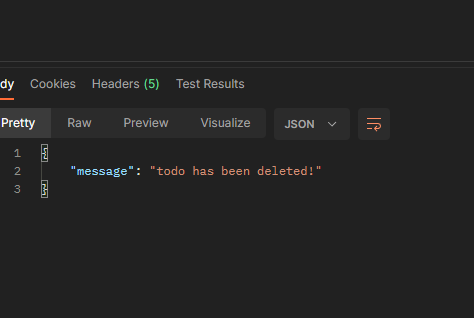 dy Cookies Headers (5) Test Results
Pretty Raw Preview Visualize JSON
1 {
2 "message": "todo has been deleted!"
3 }